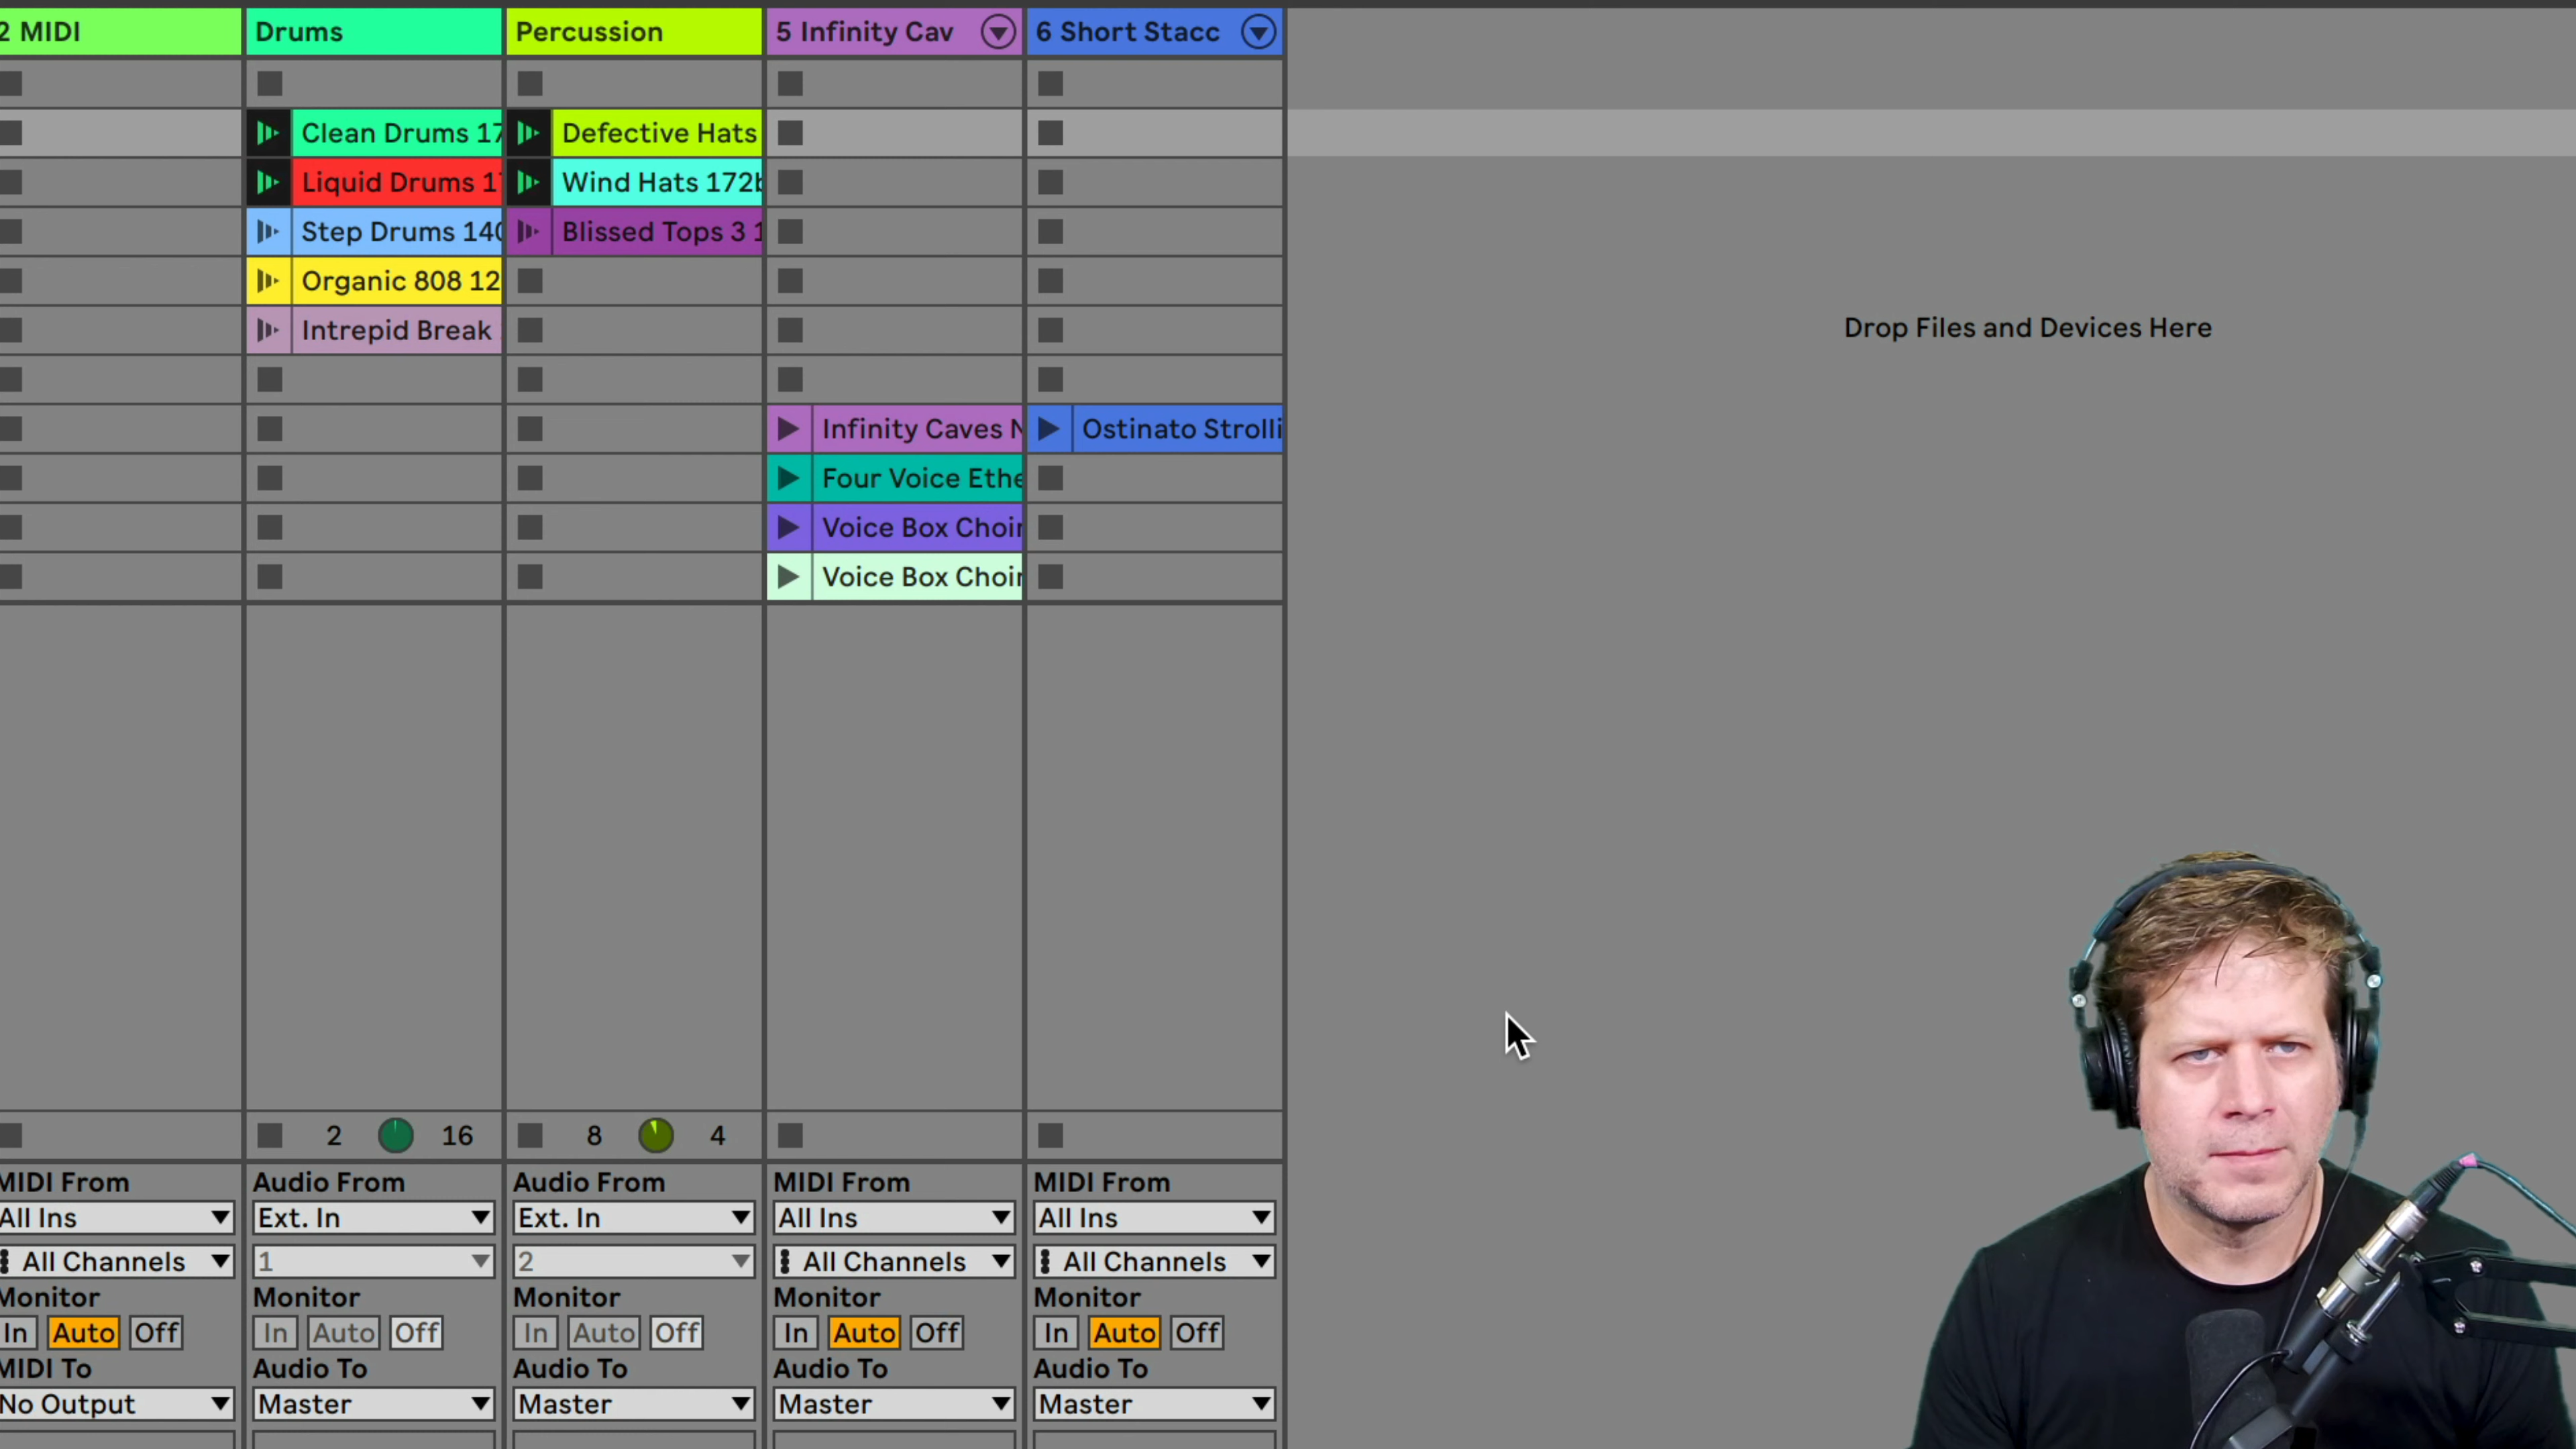 2 MIDI Drums Percussion 5 Infinity Cav 6 Short Stacc
Clean Drums 17 Defective Hats
Liquid Drums 17 Wind Hats 172b
Step Drums 140 Blissed Tops 3 1
Organic 808 12
Intrepid Break
Drop Files and Devices Here
Infinity Caves N Ostinato Strolli
Four Voice Ethe
Voice Box Choir
Voice Box Choir
2 16 8 4
MIDI From Audio From Audio From MIDI From MIDI From
All Ins Ext. In Ext. In All Ins All Ins
All Channels 1 2 All Channels All Channels
Monitor Monitor Monitor Monitor Monitor
In Auto Off In Auto Off In Auto Off In Auto Off In Auto Off
MIDI To Audio To Audio To Audio To Audio To
No Output Master Master Master Master